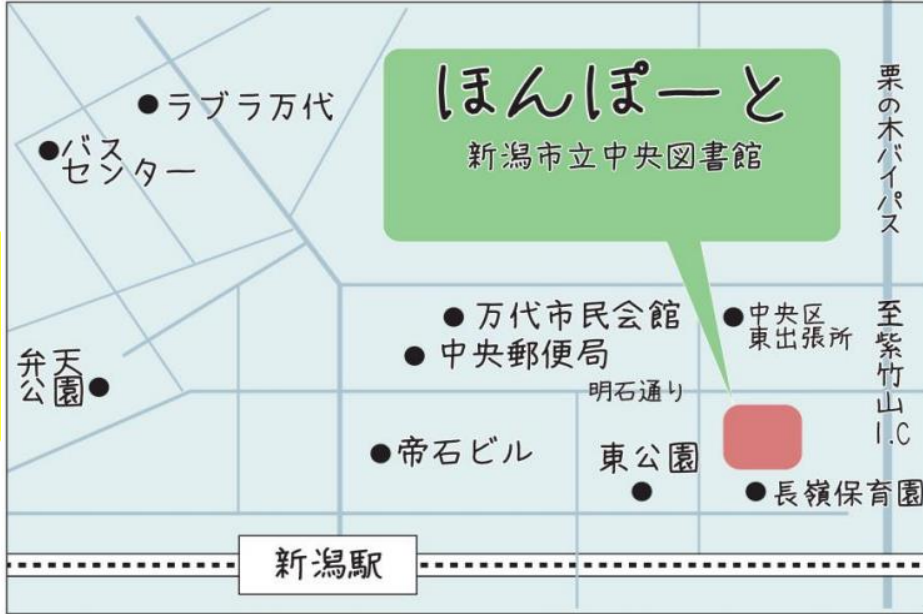 ほんぽーと
新潟市立中央図書館
ラブラ万代
バス
センター
栗の木バイパス
至紫竹山I.C
万代市民会館
中央区
東出張所
中央郵便局
弁天
公園
明石通り
帝石ビル
東公園
長嶺保育園
新潟駅